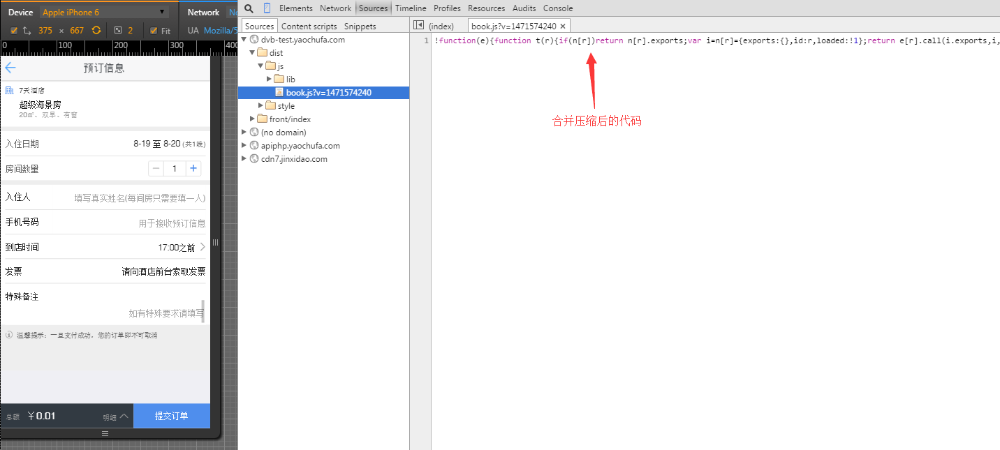 Device Apple iPhone 6 ▼ Network No
375 × 667 2 Fit UA Mozilla/5
0 100 200 300 400
预订信息
7天酒店
超级海景房
20㎡、双早、有窗
入住日期 8-19 至 8-20 (共1晚)
房间数量 − 1 +
入住人 填写真实姓名(每间房只需要填一人)
手机号码 用于接收预订信息
到店时间 17:00之前
发票 请向酒店前台索取发票
特殊备注
如有特殊要求请填写
温馨提示：一旦支付成功，您的订单即不可取消
总额 ￥0.01 明细 提交订单
Elements Network Sources Timeline Profiles Resources Audits Console
Sources Content scripts Snippets
(index) book.js?v=1471574240 ×
dvb-test.yaochufa.com
dist
js
lib
book.js?v=1471574240
style
front/index
(no domain)
apiphp.yaochufa.com
cdn7.jinxidao.com
1 !function(e){function t(r){if(n[r])return n[r].exports;var i=n[r]={exports:{},id:r,loaded:!1};return e[r].call(i.exports,i,
合并压缩后的代码